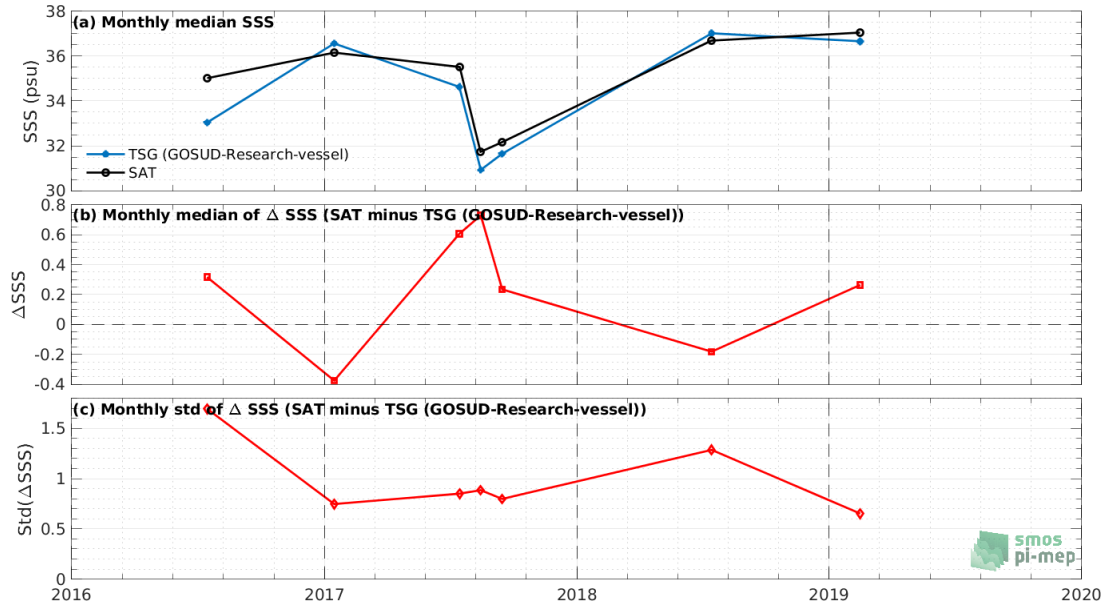 (a) Monthly median SSS
38
36
34
32
30
SSS (psu)
TSG (GOSUD-Research-vessel)
SAT
(b) Monthly median of Δ SSS (SAT minus TSG (GOSUD-Research-vessel))
0.8
0.6
0.4
0.2
0
-0.2
-0.4
ΔSSS
(c) Monthly std of Δ SSS (SAT minus TSG (GOSUD-Research-vessel))
1.5
1
0.5
0
Std(ΔSSS)
smos
pi-mep
2016
2017
2018
2019
2020